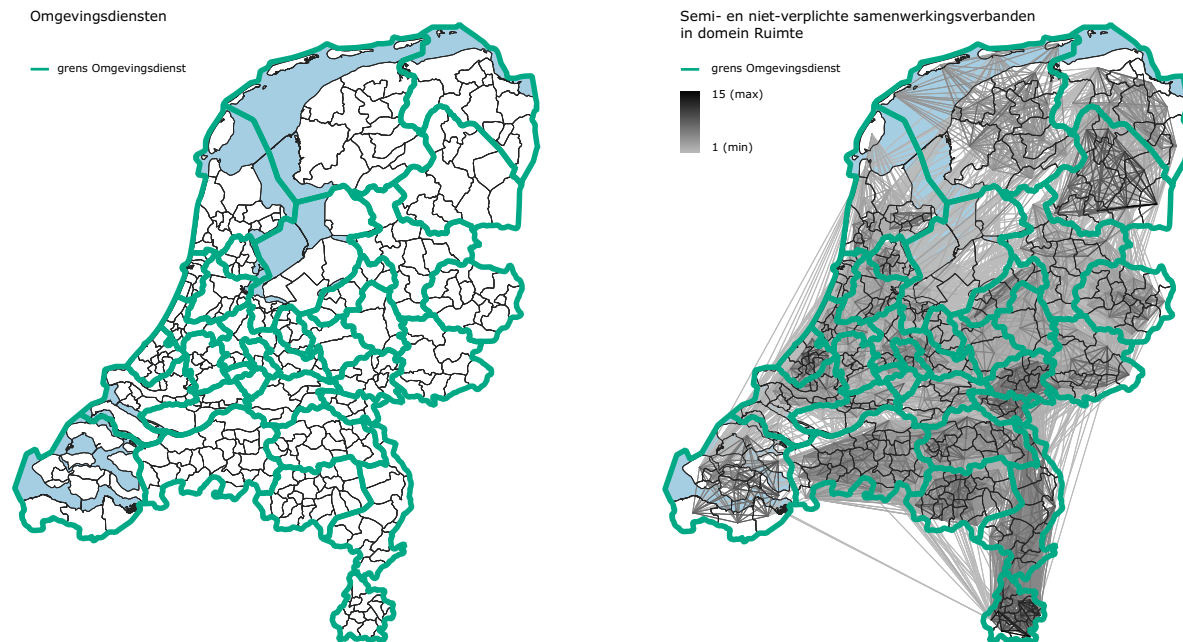 Omgevingsdiensten
grens Omgevingsdienst
Semi- en niet-verplichte samenwerkingsverbanden
in domein Ruimte
grens Omgevingsdienst
15 (max)
1 (min)